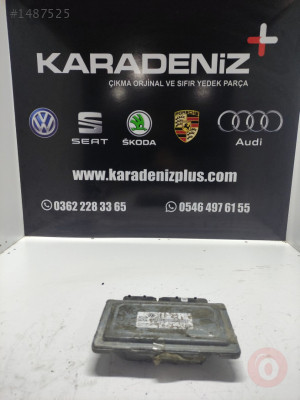 #1487525
KARADENİZ+
ÇIKMA ORJİNAL VE SIFIR YEDEK PARÇA
SEAT
ŠKODA
PORSCHE
Audi
www.karadenizplus.com
0362 228 33 65
0546 497 61 55